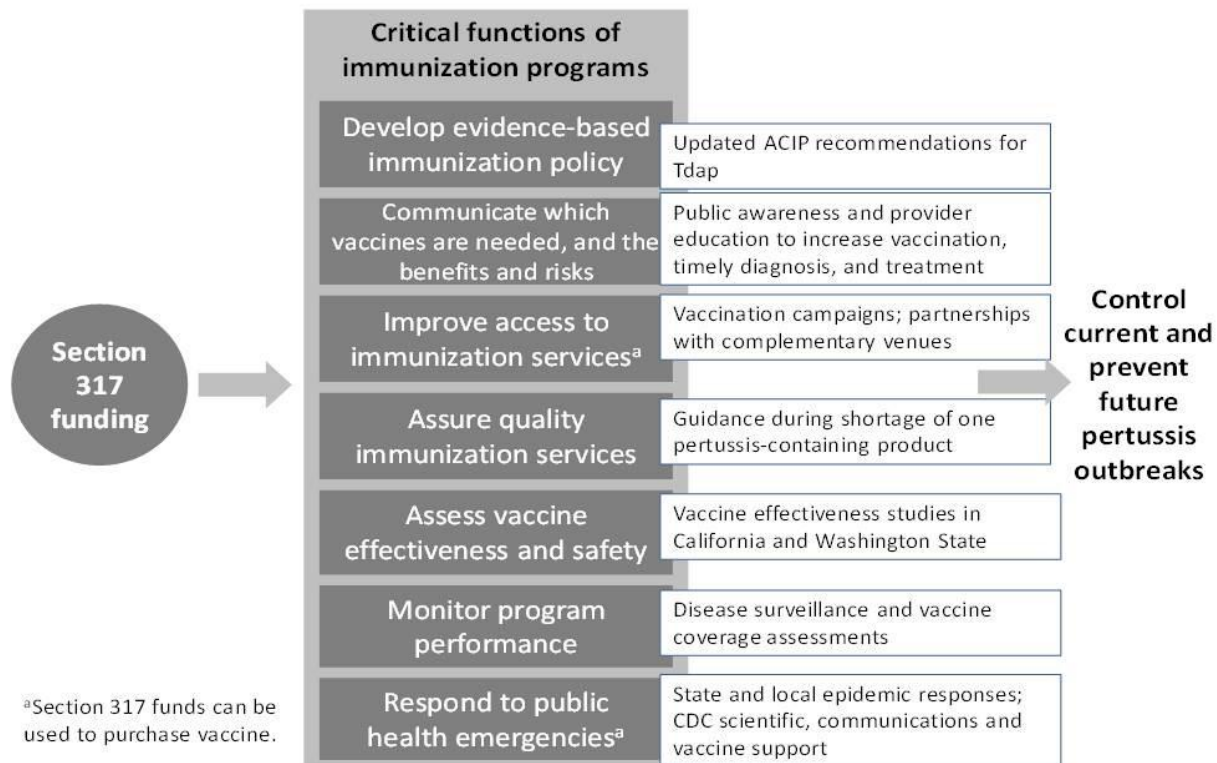 Critical functions of
immunization programs
Develop evidence-based
immunization policy
Updated ACIP recommendations for
Tdap
Communicate which
vaccines are needed, and the
benefits and risks
Public awareness and provider
education to increase vaccination,
timely diagnosis, and treatment
Improve access to
immunization servicesᵃ
Vaccination campaigns; partnerships
with complementary venues
Section
317
funding
Assure quality
immunization services
Guidance during shortage of one
pertussis-containing product
Assess vaccine
effectiveness and safety
Vaccine effectiveness studies in
California and Washington State
Monitor program
performance
Disease surveillance and vaccine
coverage assessments
Respond to public
health emergenciesᵃ
State and local epidemic responses;
CDC scientific, communications and
vaccine support
Control
current and
prevent
future
pertussis
outbreaks
ᵃSection 317 funds can be
used to purchase vaccine.